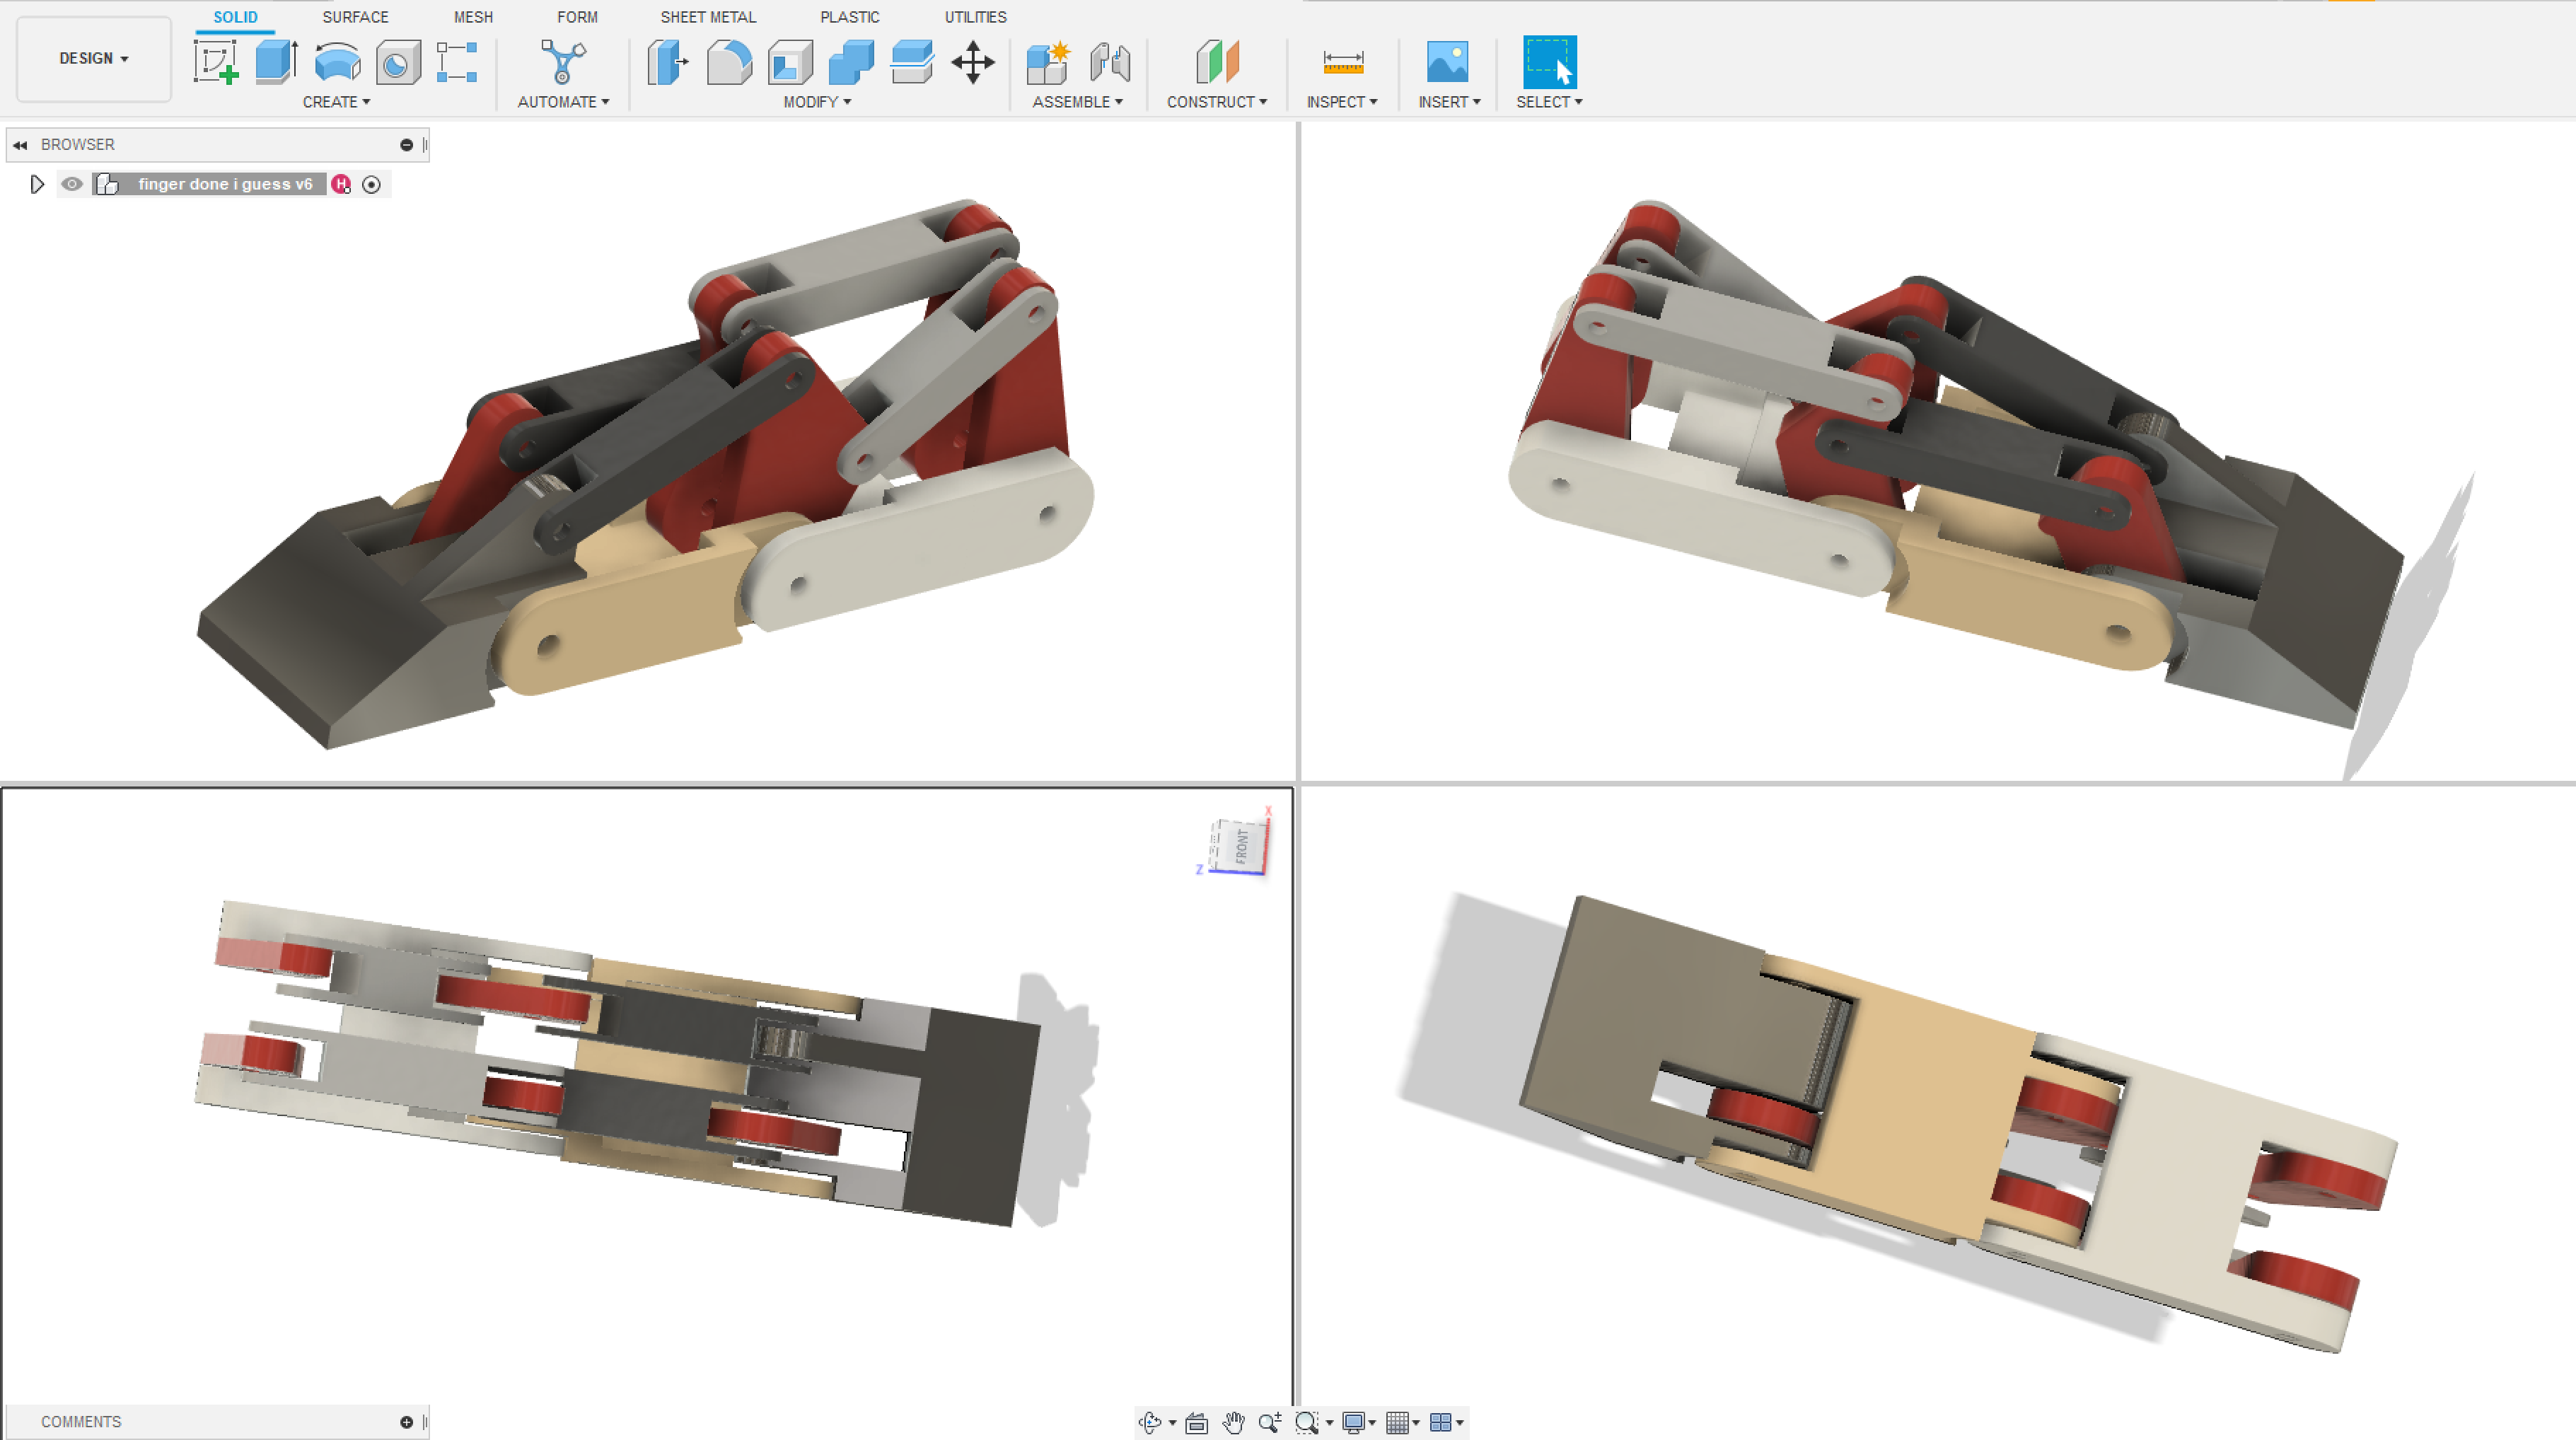 SOLID SURFACE MESH FORM SHEET METAL PLASTIC UTILITIES
DESIGN
CREATE AUTOMATE MODIFY ASSEMBLE CONSTRUCT INSPECT INSERT SELECT
BROWSER
finger done i guess v6 H
X
FRONT
Z
COMMENTS